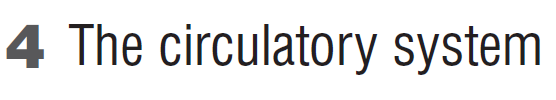 4 The circulatory system